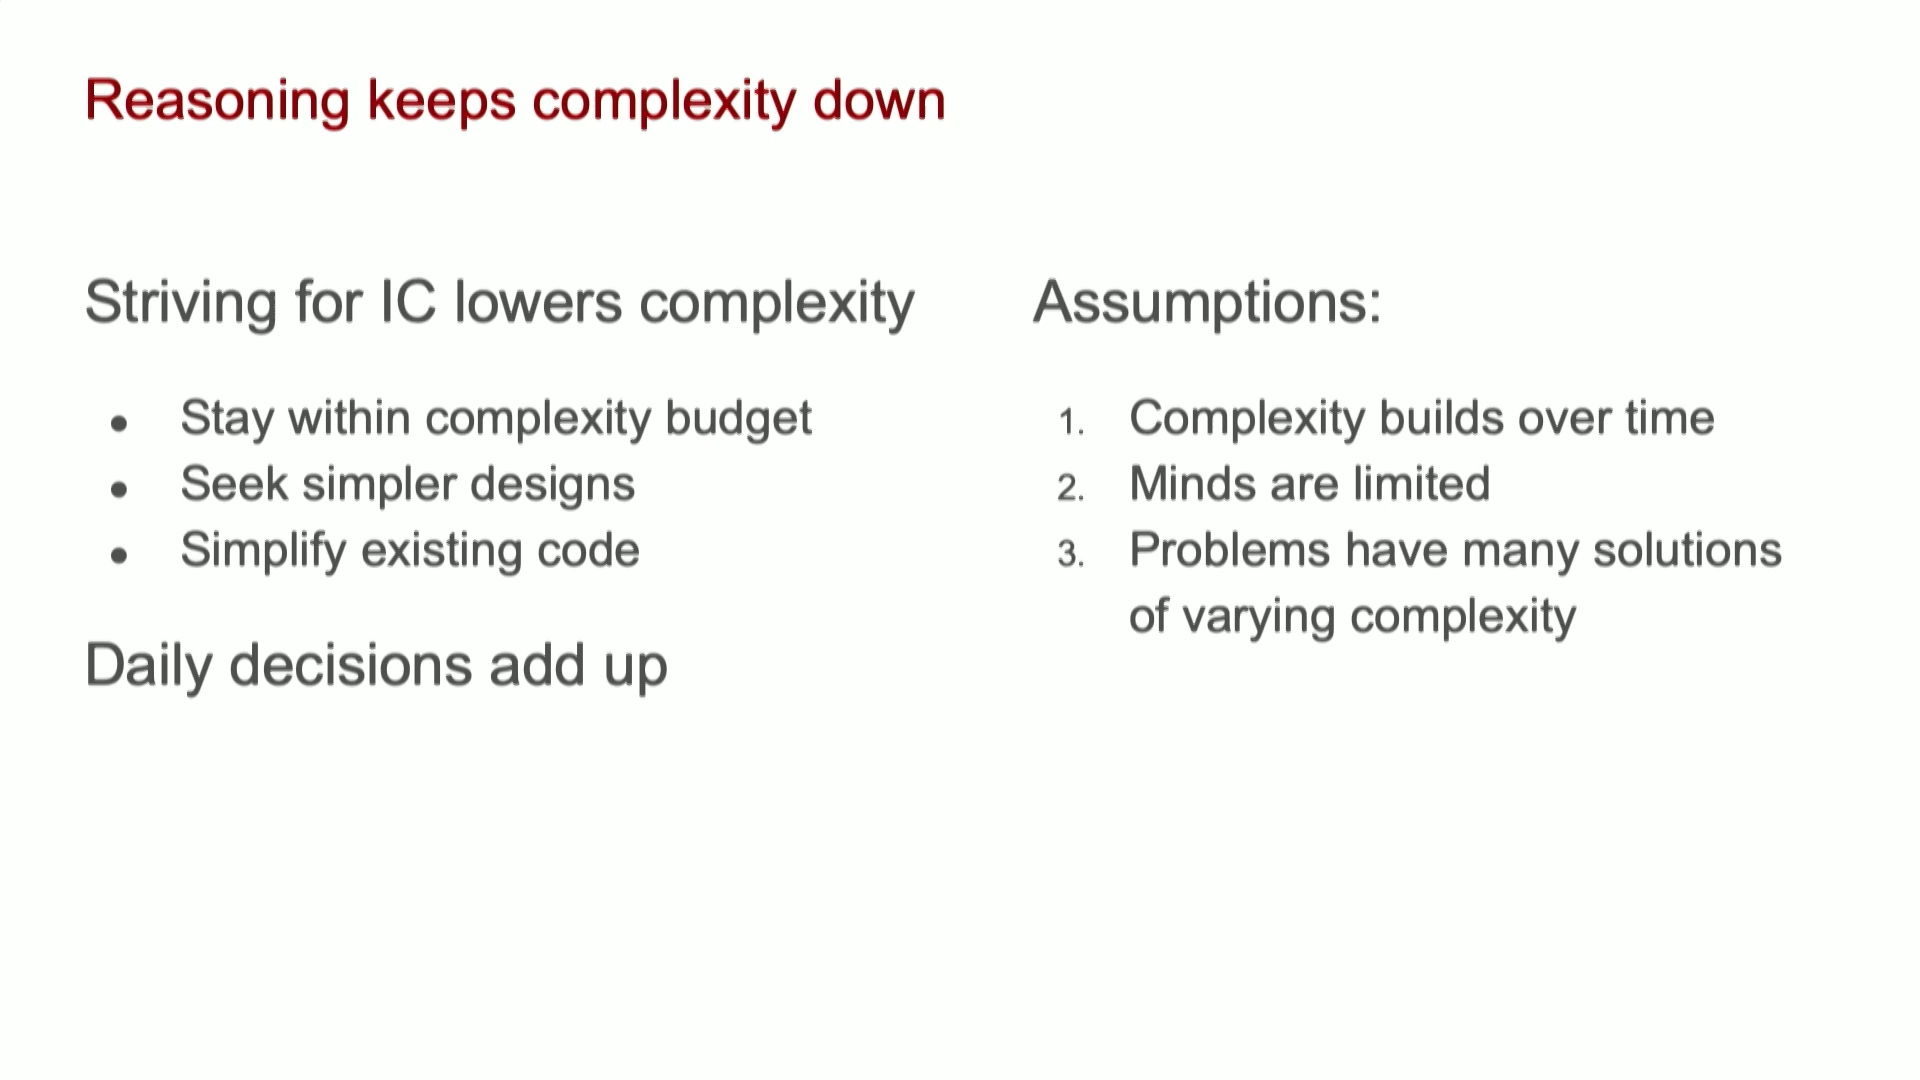 Reasoning keeps complexity down
Striving for IC lowers complexity
● Stay within complexity budget
● Seek simpler designs
● Simplify existing code
Daily decisions add up
Assumptions:
1. Complexity builds over time
2. Minds are limited
3. Problems have many solutions
of varying complexity